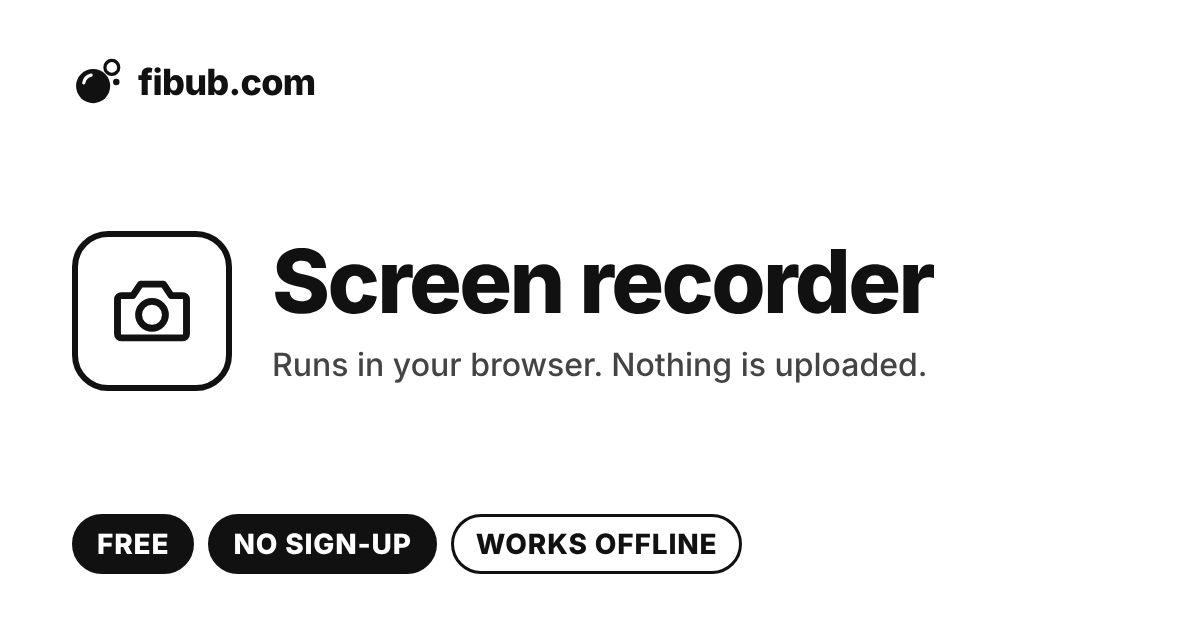 fibub.com
Screen recorder
Runs in your browser. Nothing is uploaded.
FREE NO SIGN-UP WORKS OFFLINE